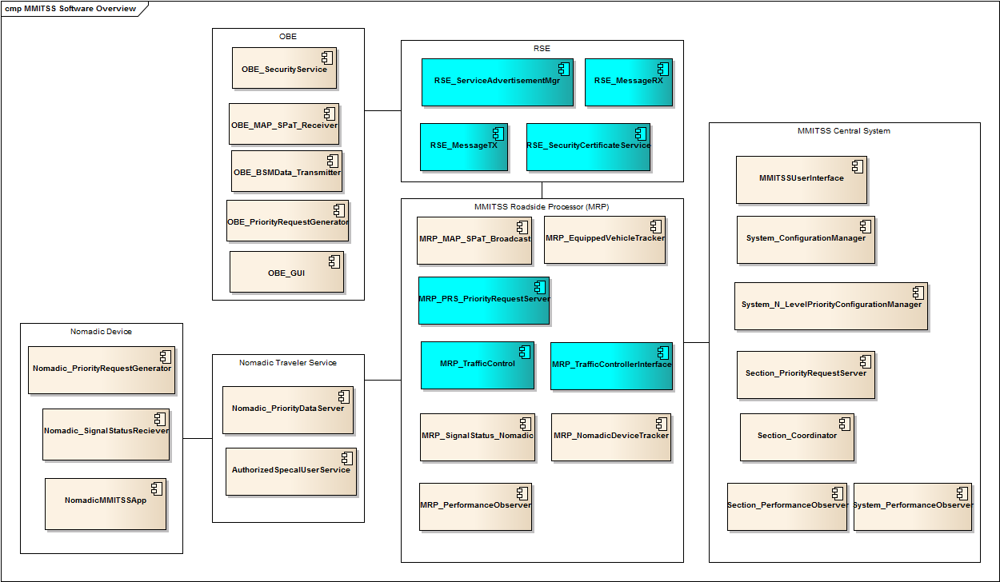 cmp MMITSS Software Overview
OBE
OBE_SecurityService
OBE_MAP_SPaT_Receiver
OBE_BSMData_Transmitter
OBE_PriorityRequestGenerator
OBE_GUI
RSE
RSE_ServiceAdvertisementMgr
RSE_MessageRX
RSE_MessageTX
RSE_SecurityCertificateService
Nomadic Device
Nomadic_PriorityRequestGenerator
Nomadic_SignalStatusReciever
NomadicMMITSSApp
Nomadic Traveler Service
Nomadic_PriorityDataServer
AuthorizedSpecalUserService
MMITSS Roadside Processor (MRP)
MRP_MAP_SPaT_Broadcast
MRP_EquippedVehicleTracker
MRP_PRS_PriorityRequestServer
MRP_TrafficControl
MRP_TrafficControllerInterface
MRP_SignalStatus_Nomadic
MRP_NomadicDeviceTracker
MRP_PerformanceObserver
MMITSS Central System
MMITSSUserInterface
System_ConfigurationManager
System_N_LevelPriorityConfigurationManager
Section_PriorityRequestServer
Section_Coordinator
Section_PerformanceObserver
System_PerformanceObserver